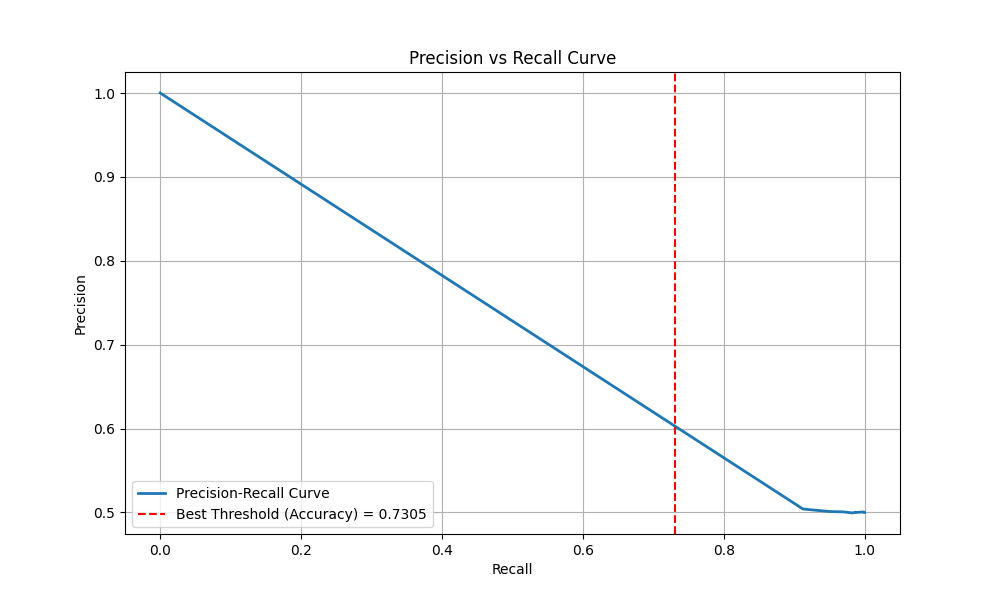 Precision vs Recall Curve
1.0
0.9
0.8
0.7
0.6
0.5
Precision
Precision-Recall Curve
Best Threshold (Accuracy) = 0.7305
0.0 0.2 0.4 0.6 0.8 1.0
Recall